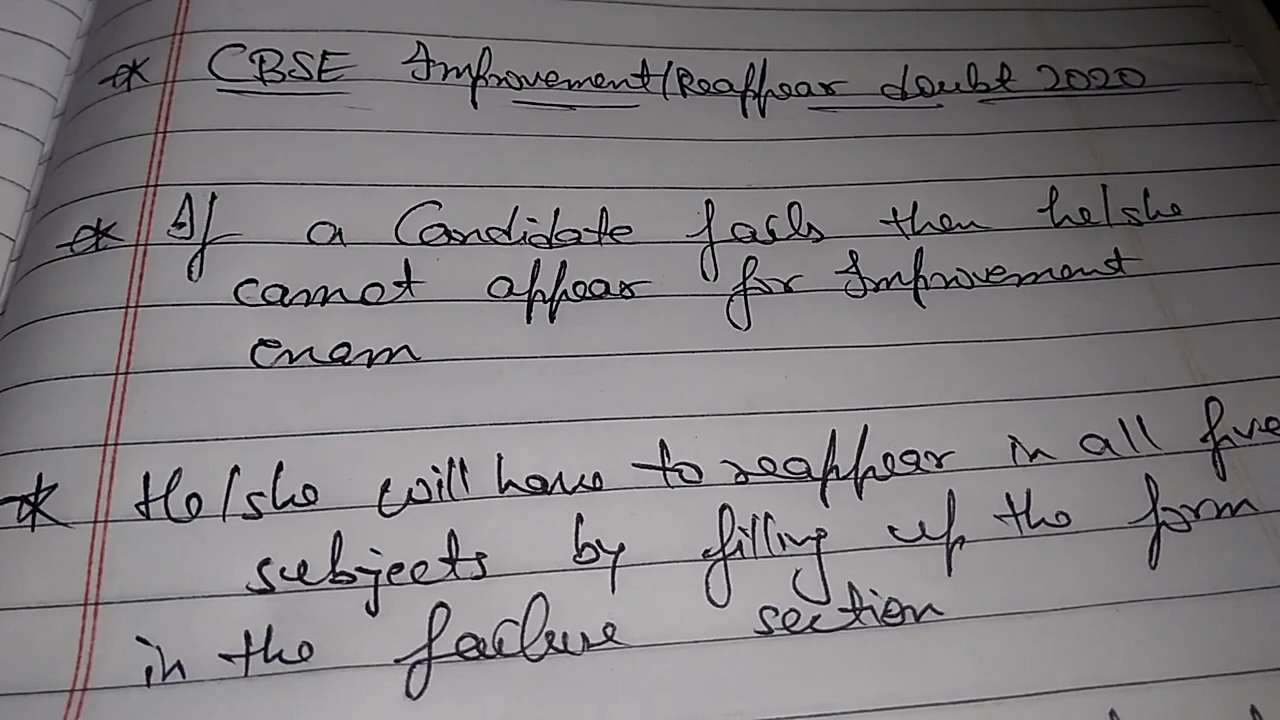 * CBSE Improvement/Reappear doubt 2020
* If a Candidate fails then he/she
cannot appear for Improvement
exam
* He/she will have to reappear in all five
subjects by filling up the form
in the failure section